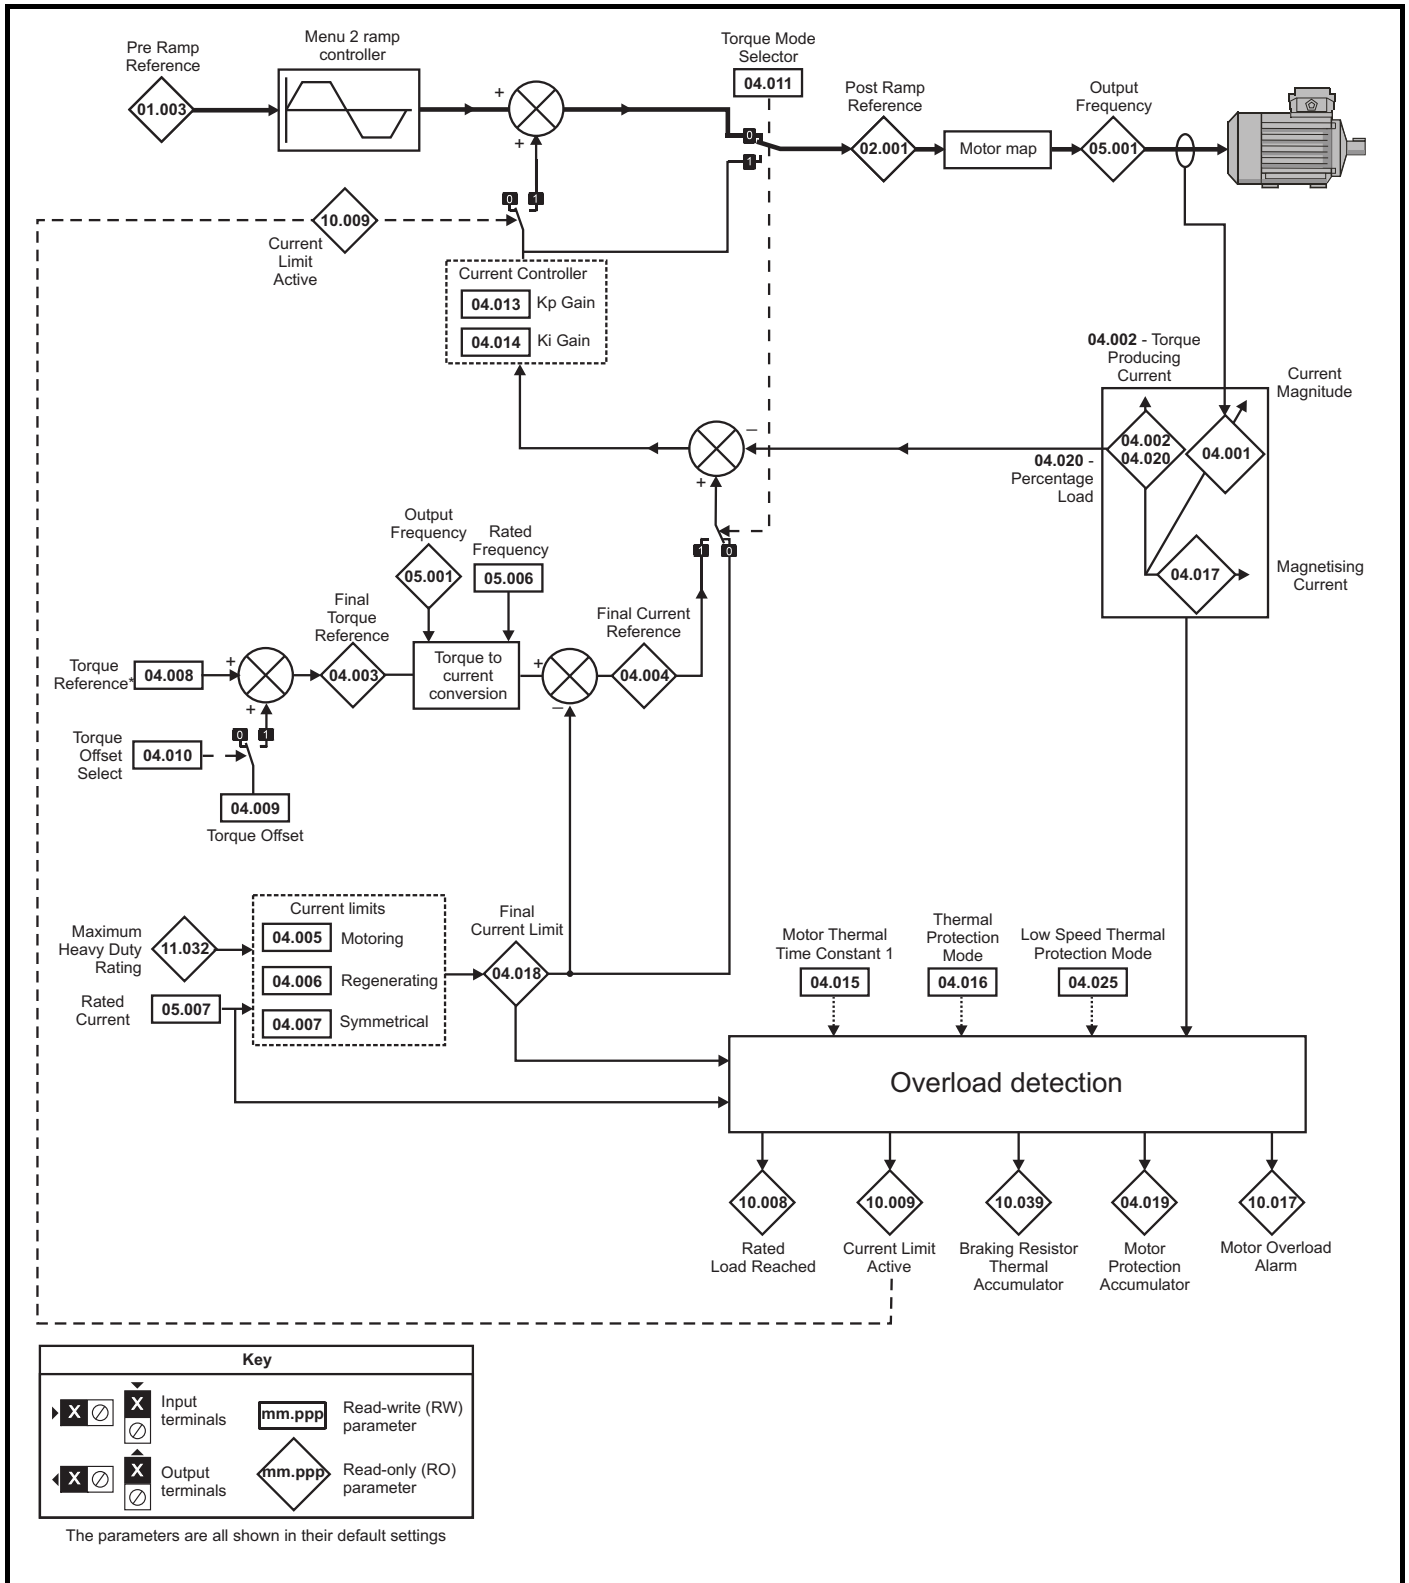 Pre Ramp
Reference
01.003
Menu 2 ramp
controller
+
+
Torque Mode
Selector
04.011
0
1
Post Ramp
Reference
02.001
Motor map
Output
Frequency
05.001
10.009
Current
Limit
Active
0
1
Current Controller
04.013
Kp Gain
04.014
Ki Gain
04.002 - Torque
Producing
Current
Current
Magnitude
04.002
04.020
04.001
04.020 -
Percentage
Load
04.017
Magnetising
Current
–
+
1
0
Output
Frequency
05.001
Rated
Frequency
05.006
Final
Torque
Reference
04.003
Torque to
current
conversion
Final Current
Reference
04.004
+
–
Torque
Reference*
04.008
+
+
0
1
Torque
Offset
Select
04.010
04.009
Torque Offset
Maximum
Heavy Duty
Rating
11.032
Rated
Current
05.007
Current limits
04.005
Motoring
04.006
Regenerating
04.007
Symmetrical
Final
Current Limit
04.018
Motor Thermal
Time Constant 1
04.015
Thermal
Protection
Mode
04.016
Low Speed Thermal
Protection Mode
04.025
Overload detection
10.008
Rated
Load Reached
10.009
Current Limit
Active
10.039
Braking Resistor
Thermal
Accumulator
04.019
Motor
Protection
Accumulator
10.017
Motor Overload
Alarm
Key
X
X
Input
terminals
mm.ppp
Read-write (RW)
parameter
X
X
Output
terminals
mm.ppp
Read-only (RO)
parameter
The parameters are all shown in their default settings